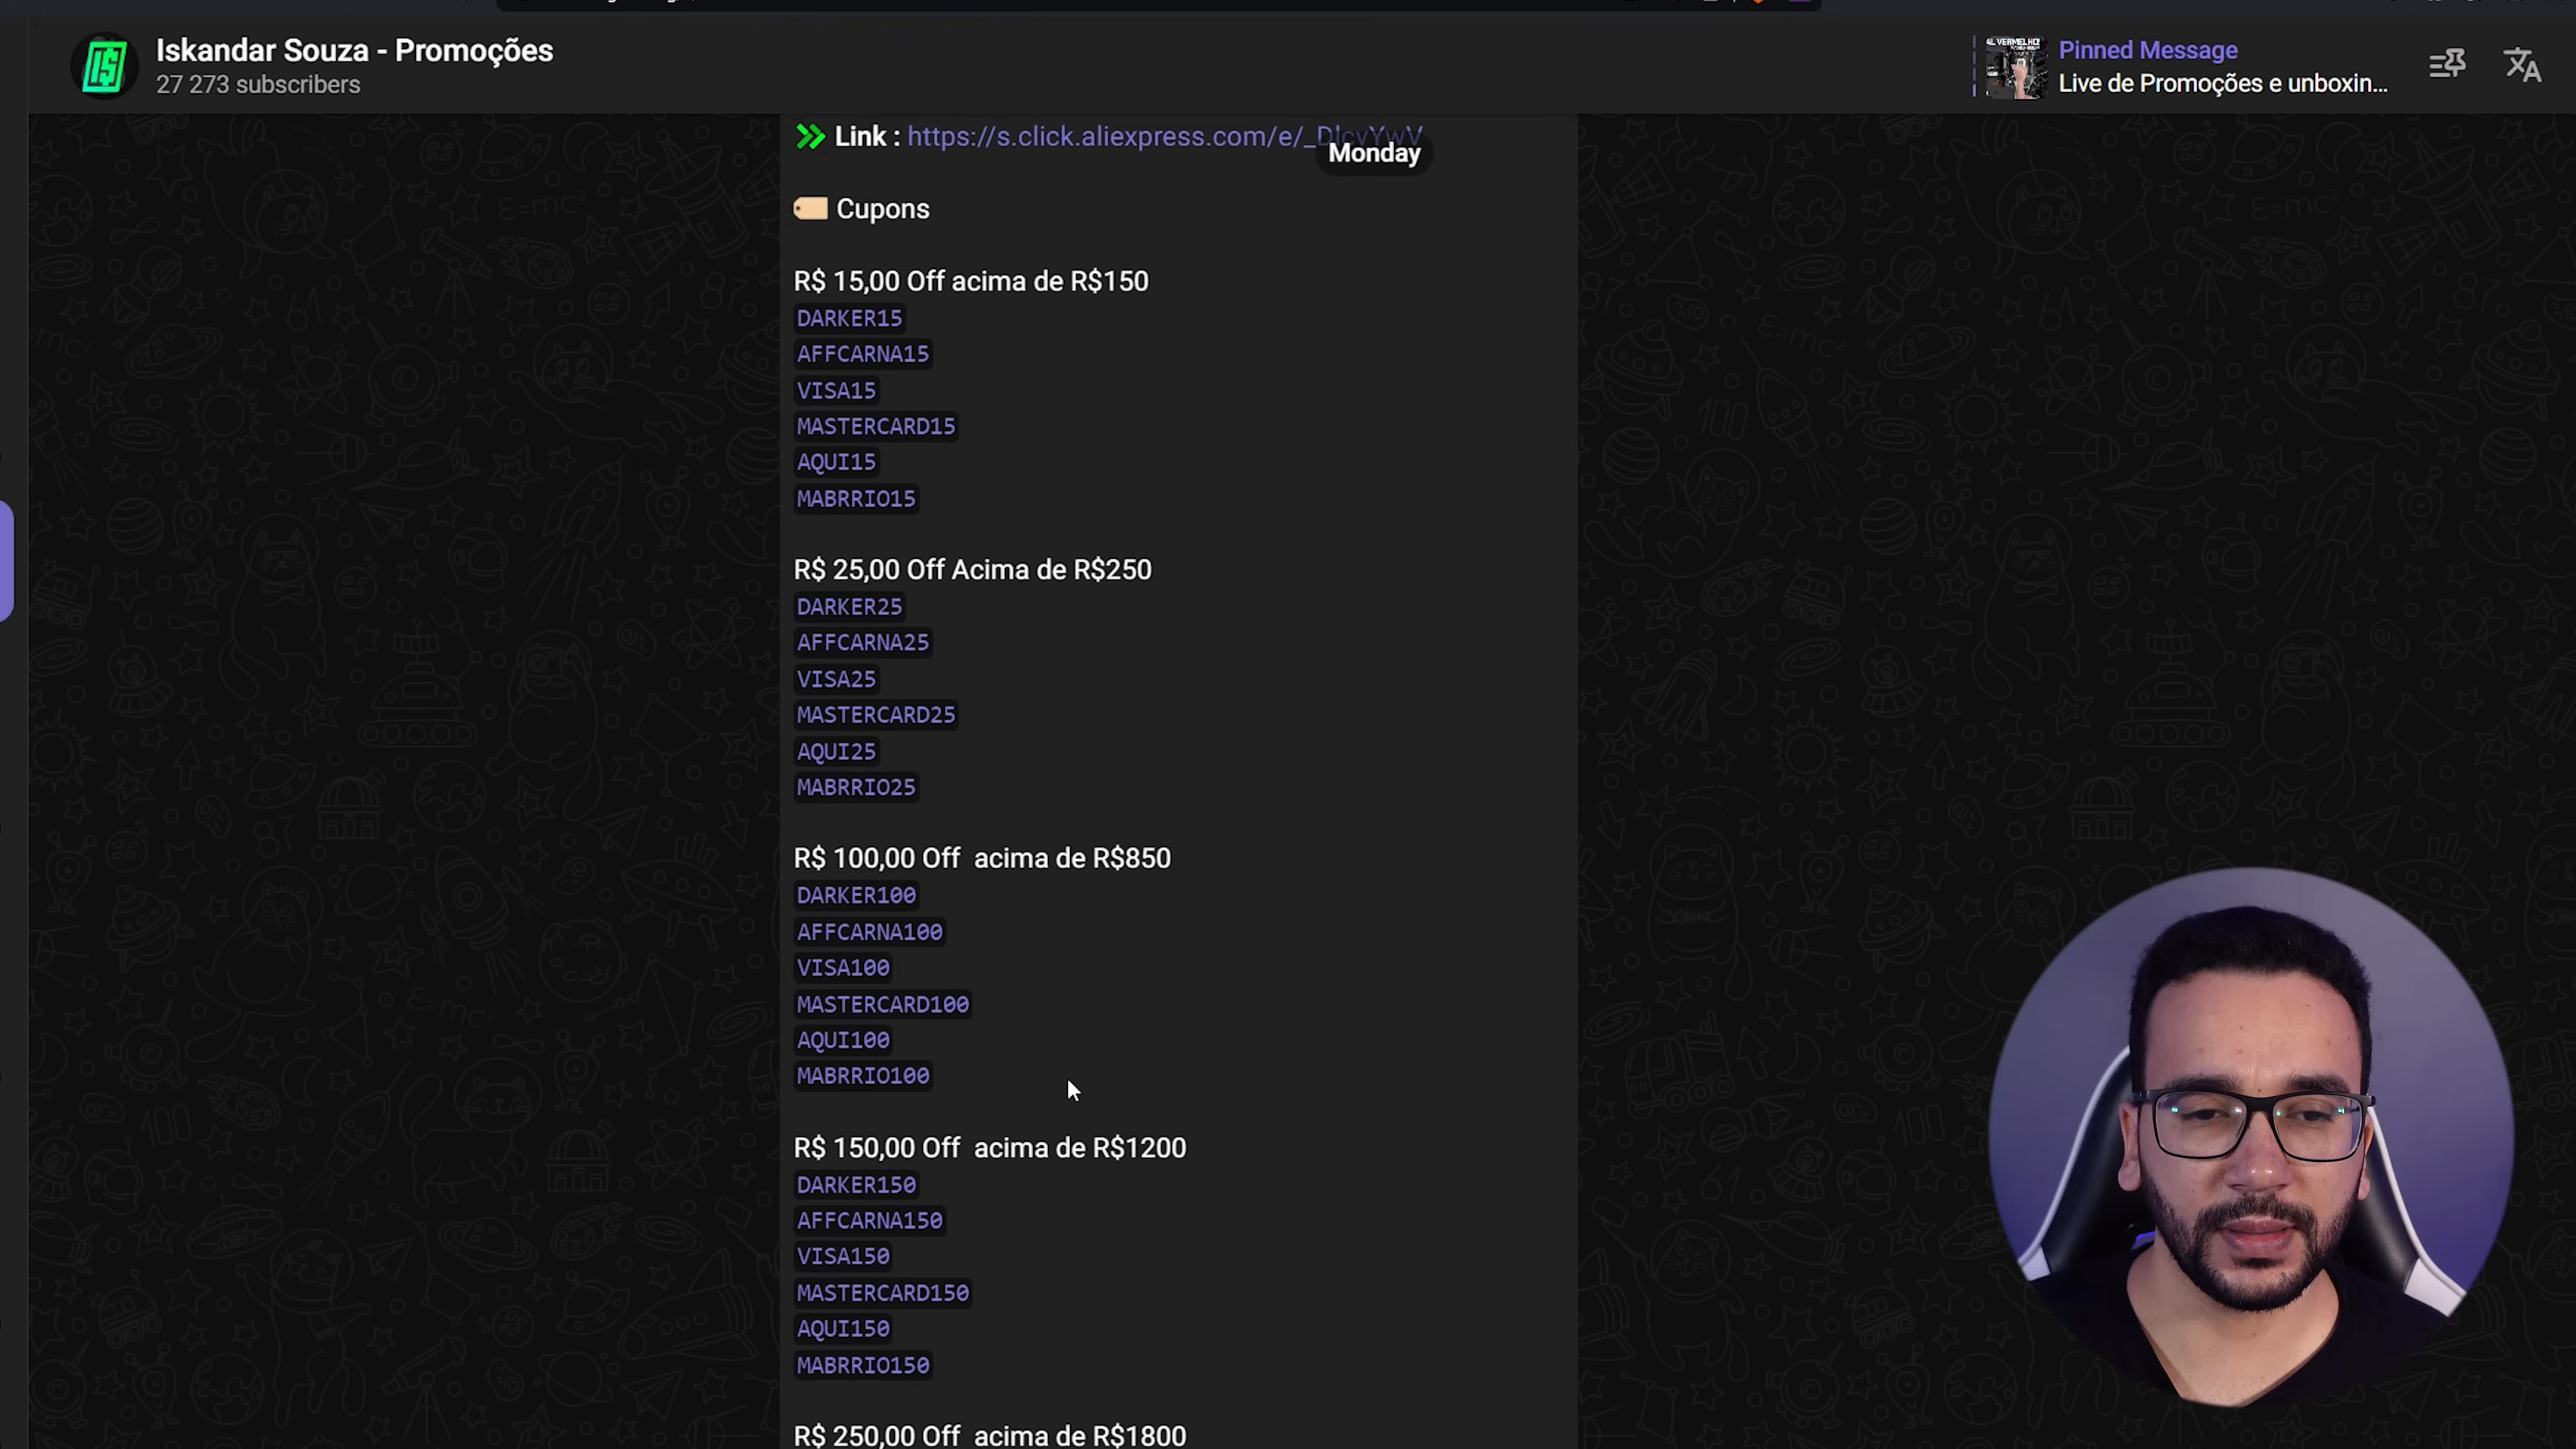 Iskandar Souza - Promoções
27 273 subscribers
Pinned Message
Live de Promoções e unboxin...
Link : https://s.click.aliexpress.com/e/_DlcvYwV
Monday
Cupons
R$ 15,00 Off acima de R$150
DARKER15
AFFCARNA15
VISA15
MASTERCARD15
AQUI15
MABRRIO15
R$ 25,00 Off Acima de R$250
DARKER25
AFFCARNA25
VISA25
MASTERCARD25
AQUI25
MABRRIO25
R$ 100,00 Off acima de R$850
DARKER100
AFFCARNA100
VISA100
MASTERCARD100
AQUI100
MABRRIO100
R$ 150,00 Off acima de R$1200
DARKER150
AFFCARNA150
VISA150
MASTERCARD150
AQUI150
MABRRIO150
R$ 250,00 Off acima de R$1800